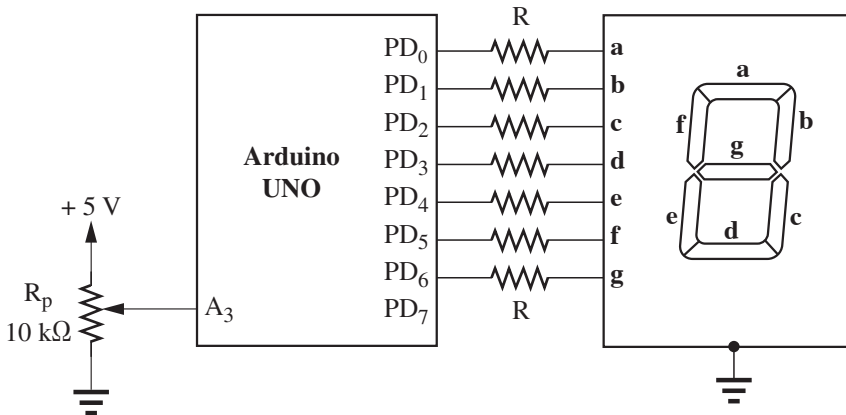 R
PD0 a
PD1 b
PD2 c
PD3 d
PD4 e
PD5 f
PD6 g
PD7
R
Arduino
UNO
+ 5 V
Rp
10 kΩ
A3
a
f b
g
e c
d